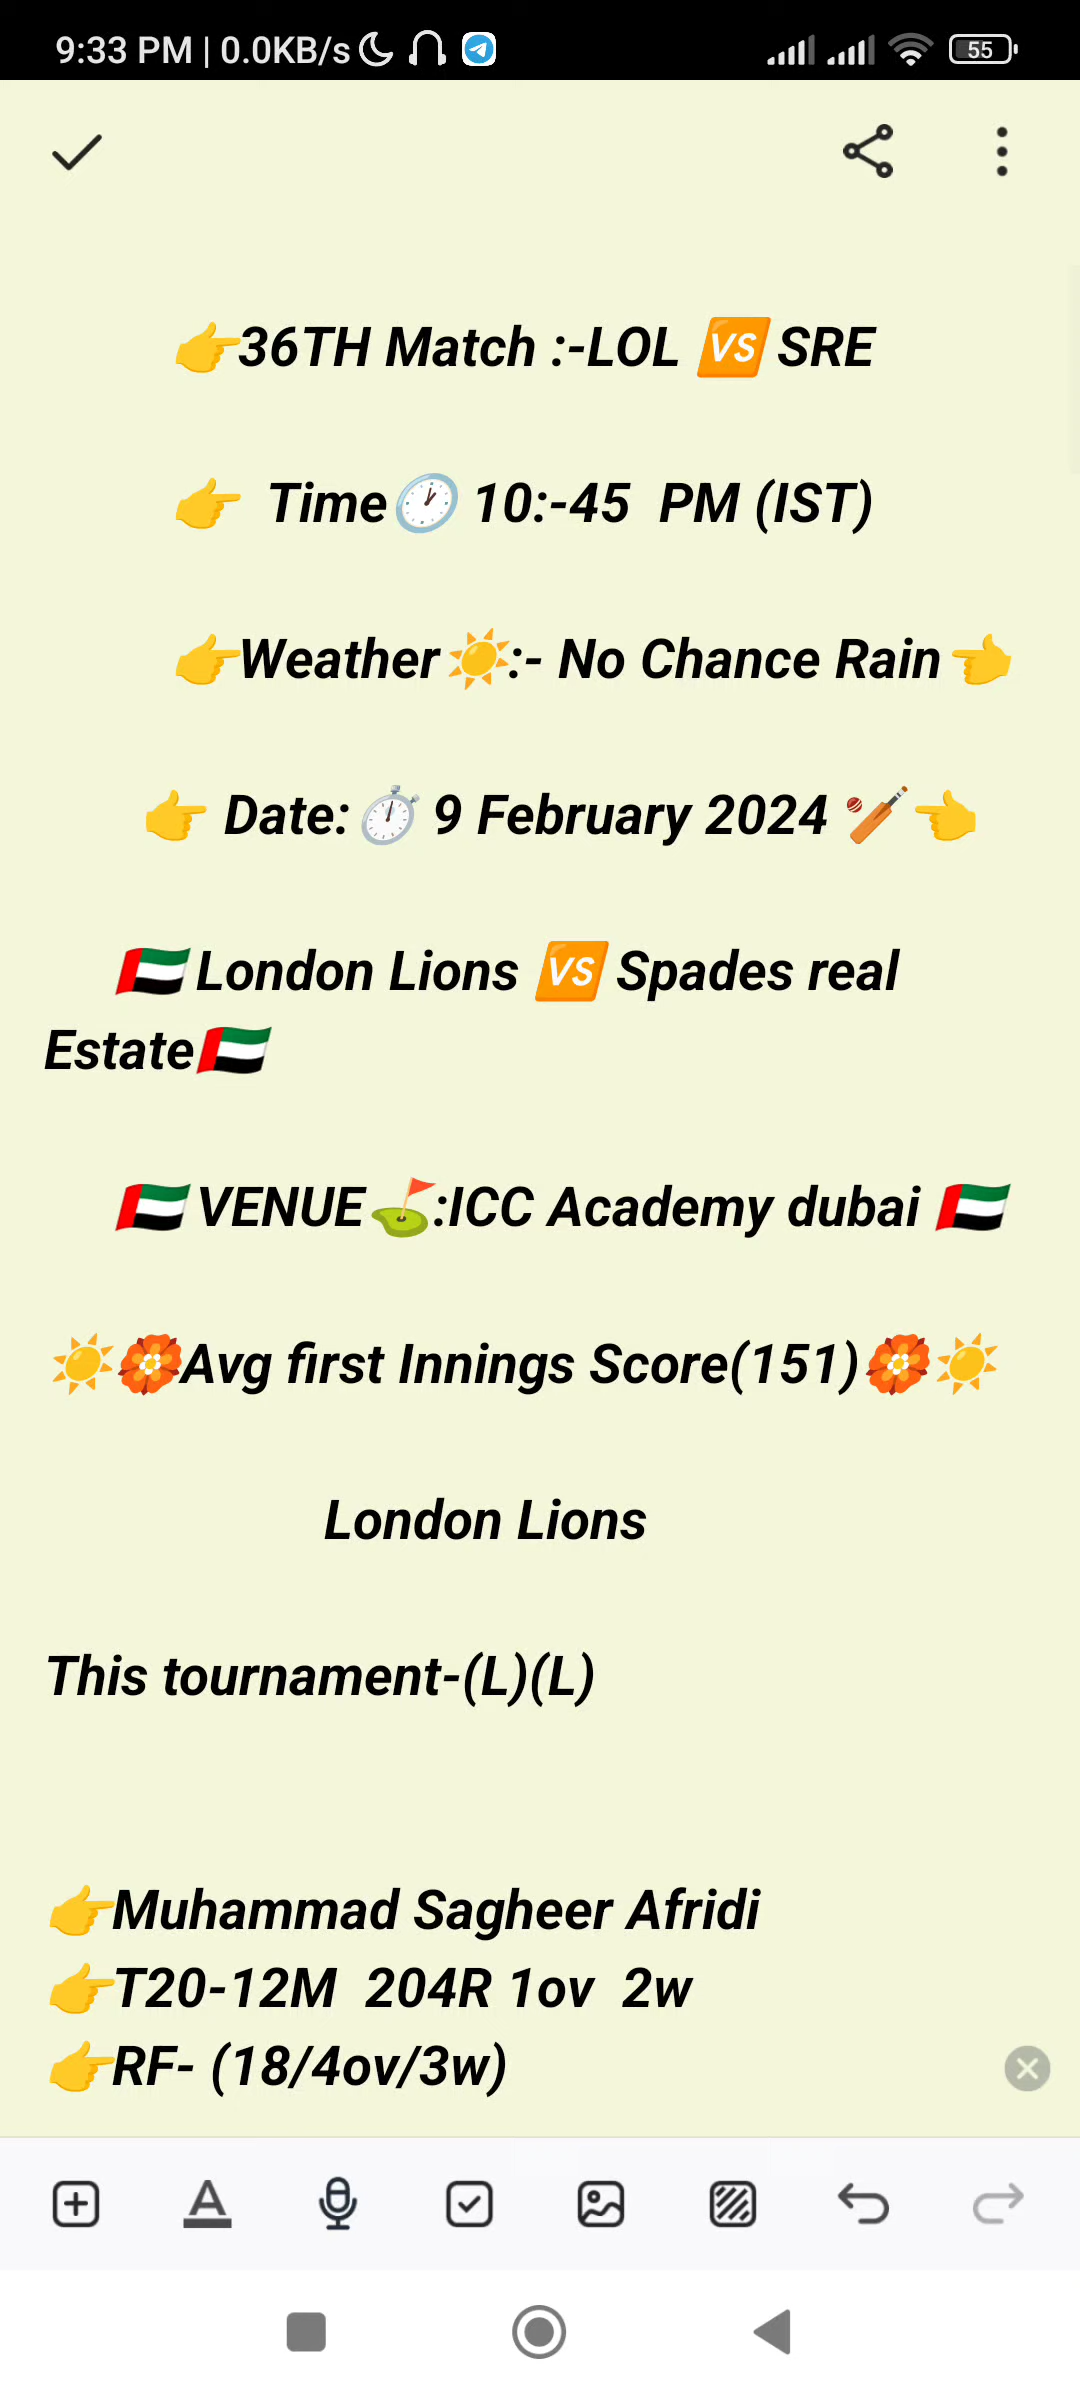 9:33 PM | 0.0KB/s 55
👉36TH Match :-LOL 🆚 SRE
👉 Time🕐 10:-45 PM (IST)
👉Weather☀️:- No Chance Rain👈
👉 Date:⏱️ 9 February 2024 🏏👈
🇦🇪London Lions 🆚 Spades real
Estate🇦🇪
🇦🇪VENUE⛳:ICC Academy dubai 🇦🇪
☀️🏵️Avg first Innings Score(151)🏵️☀️
London Lions
This tournament-(L)(L)
👉Muhammad Sagheer Afridi
👉T20-12M 204R 1ov 2w
👉RF- (18/4ov/3w)